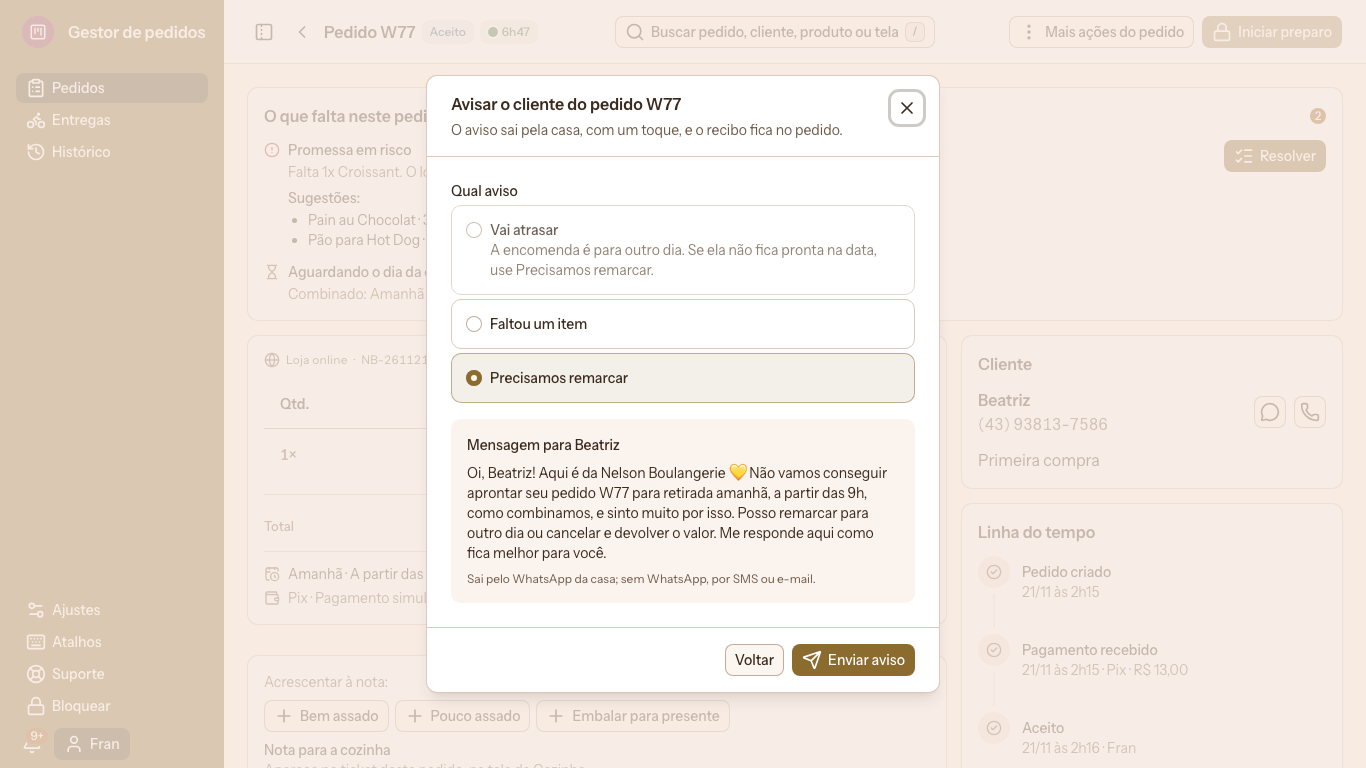 Gestor de pedidos
Pedidos
Entregas
Histórico
Ajustes
Atalhos
Suporte
Bloquear
9+
Fran
Pedido W77
Aceito
6h47
Buscar pedido, cliente, produto ou tela
/
Mais ações do pedido
Iniciar preparo
O que falta neste pedi
2
Promessa em risco
Falta 1x Croissant. O
Resolver
Sugestões:
Pain au Chocolat ·
Pão para Hot Dog ·
Aguardando o dia da
Combinado: Amanhã
Loja online · NB-261121
Qtd.
1×
Total
Amanhã · A partir das
Pix · Pagamento simul
Acrescentar à nota:
Bem assado
Pouco assado
Embalar para presente
Nota para a cozinha
Avisar o cliente do pedido W77
O aviso sai pela casa, com um toque, e o recibo fica no pedido.
Qual aviso
Vai atrasar
A encomenda é para outro dia. Se ela não fica pronta na data,
use Precisamos remarcar.
Faltou um item
Precisamos remarcar
Mensagem para Beatriz
Oi, Beatriz! Aqui é da Nelson Boulangerie 💛 Não vamos conseguir
aprontar seu pedido W77 para retirada amanhã, a partir das 9h,
como combinamos, e sinto muito por isso. Posso remarcar para
outro dia ou cancelar e devolver o valor. Me responde aqui como
fica melhor para você.
Sai pelo WhatsApp da casa; sem WhatsApp, por SMS ou e-mail.
Voltar
Enviar aviso
Cliente
Beatriz
(43) 93813-7586
Primeira compra
Linha do tempo
Pedido criado
21/11 às 2h15
Pagamento recebido
21/11 às 2h15 · Pix · R$ 13,00
Aceito
21/11 às 2h16 · Fran